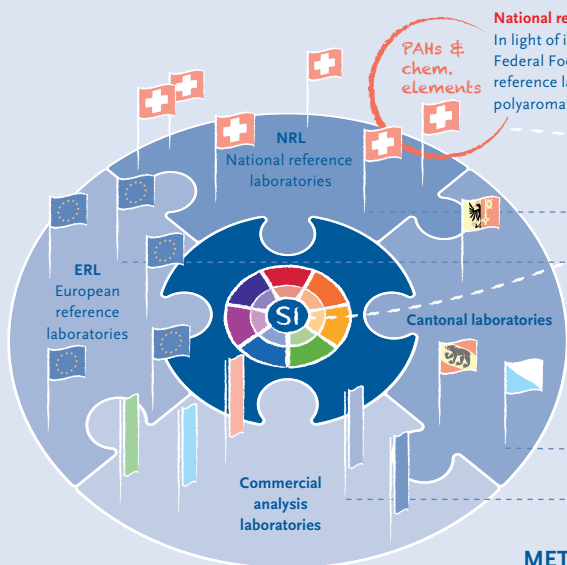 National re
In light of i
Federal Foo
reference la
polyaromat
PAHs &
chem.
elements
NRL
National reference
laboratories
ERL
European
reference
laboratories
SI
Cantonal laboratories
Commercial
analysis
laboratories
MET